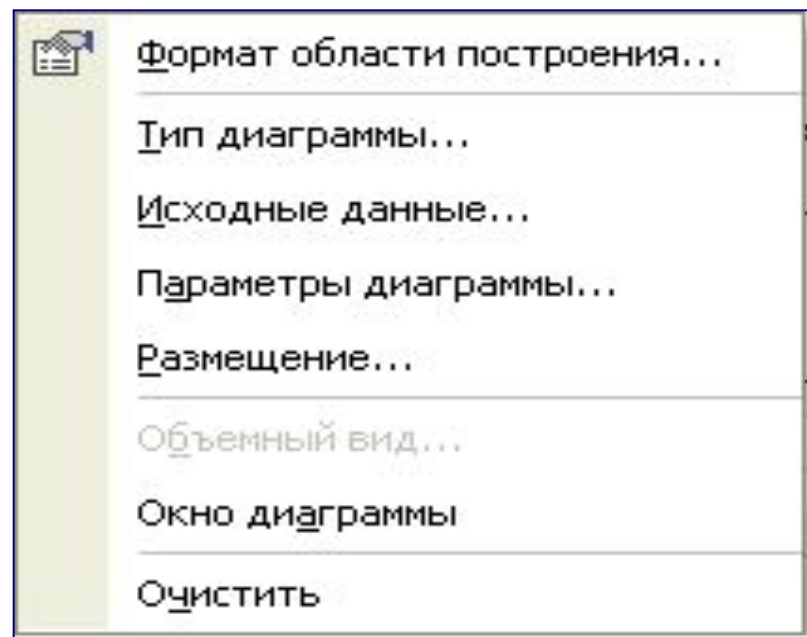 Формат области построения...
Тип диаграммы...
Исходные данные...
Параметры диаграммы...
Размещение...
Объемный вид...
Окно диаграммы
Очистить